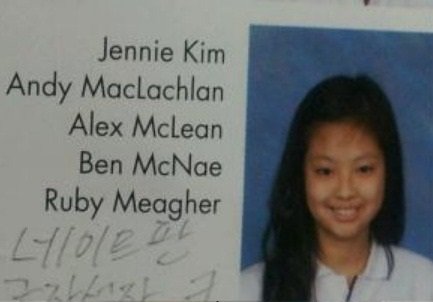 Jennie Kim
Andy MacLachlan
Alex McLean
Ben McNae
Ruby Meagher
네이트 판